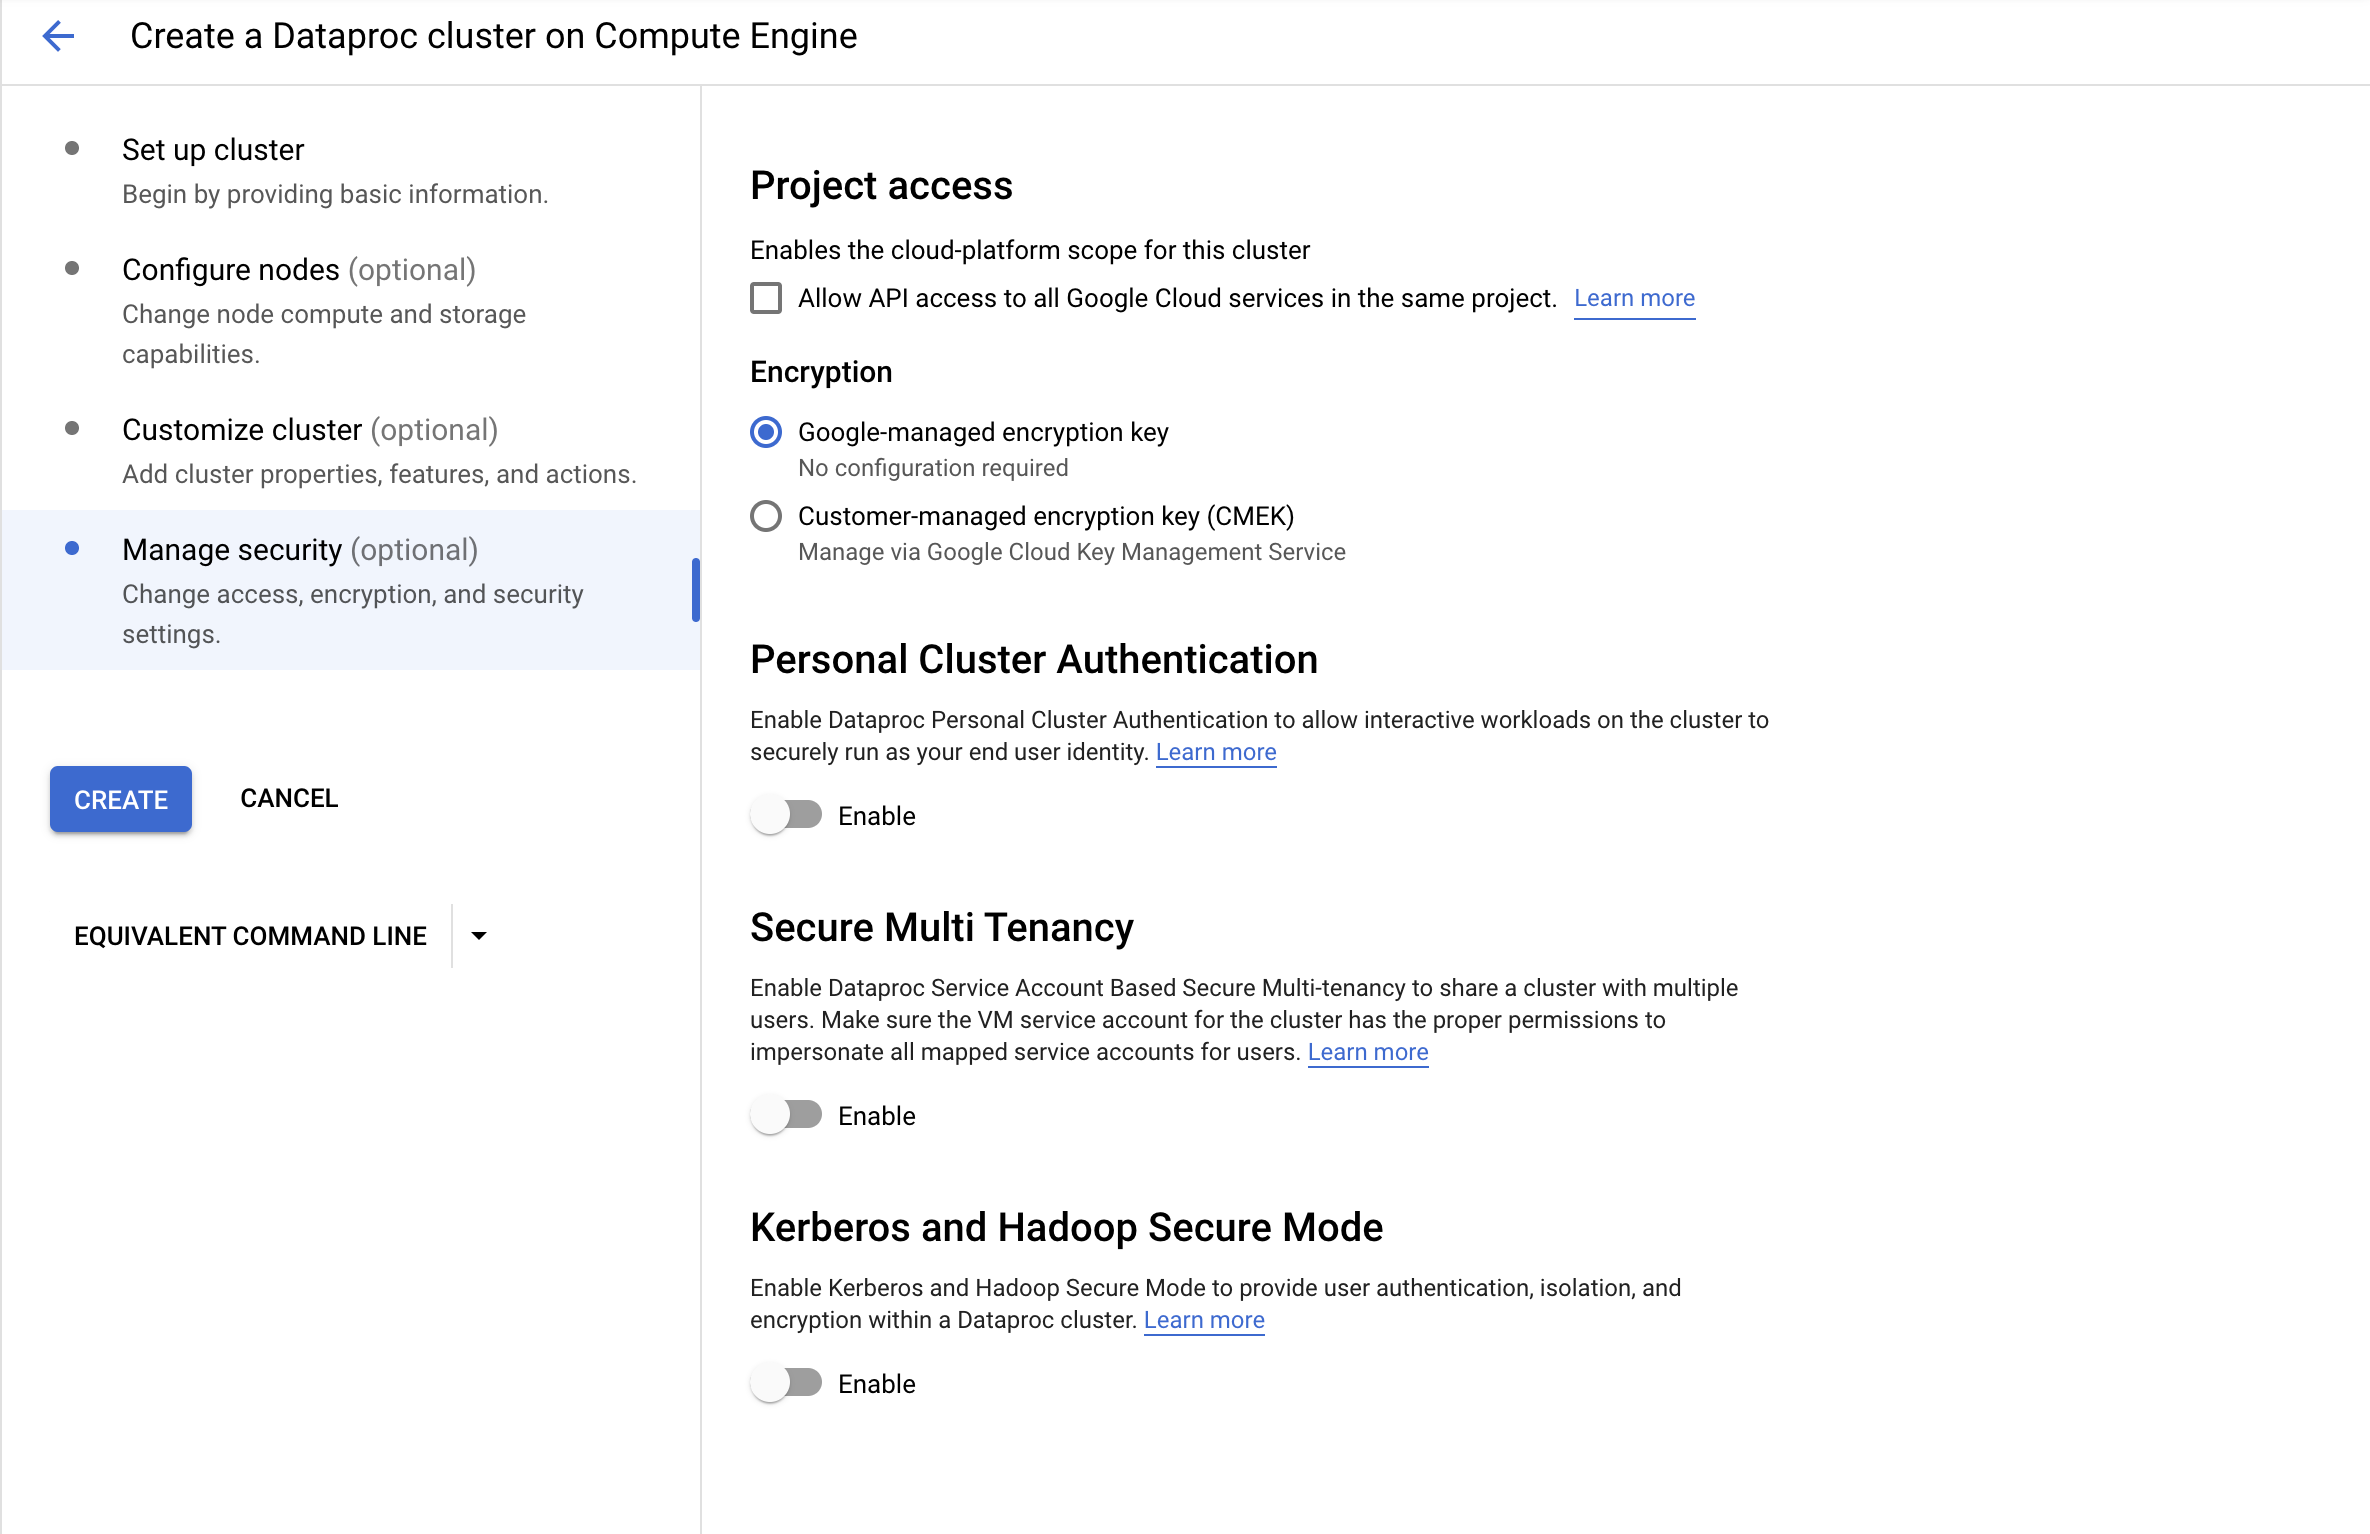 Create a Dataproc cluster on Compute Engine
Set up cluster
Begin by providing basic information.
Configure nodes (optional)
Change node compute and storage
capabilities.
Customize cluster (optional)
Add cluster properties, features, and actions.
Manage security (optional)
Change access, encryption, and security
settings.
CREATE
CANCEL
EQUIVALENT COMMAND LINE
Project access
Enables the cloud-platform scope for this cluster
Allow API access to all Google Cloud services in the same project. Learn more
Encryption
Google-managed encryption key
No configuration required
Customer-managed encryption key (CMEK)
Manage via Google Cloud Key Management Service
Personal Cluster Authentication
Enable Dataproc Personal Cluster Authentication to allow interactive workloads on the cluster to
securely run as your end user identity. Learn more
Enable
Secure Multi Tenancy
Enable Dataproc Service Account Based Secure Multi-tenancy to share a cluster with multiple
users. Make sure the VM service account for the cluster has the proper permissions to
impersonate all mapped service accounts for users. Learn more
Enable
Kerberos and Hadoop Secure Mode
Enable Kerberos and Hadoop Secure Mode to provide user authentication, isolation, and
encryption within a Dataproc cluster. Learn more
Enable